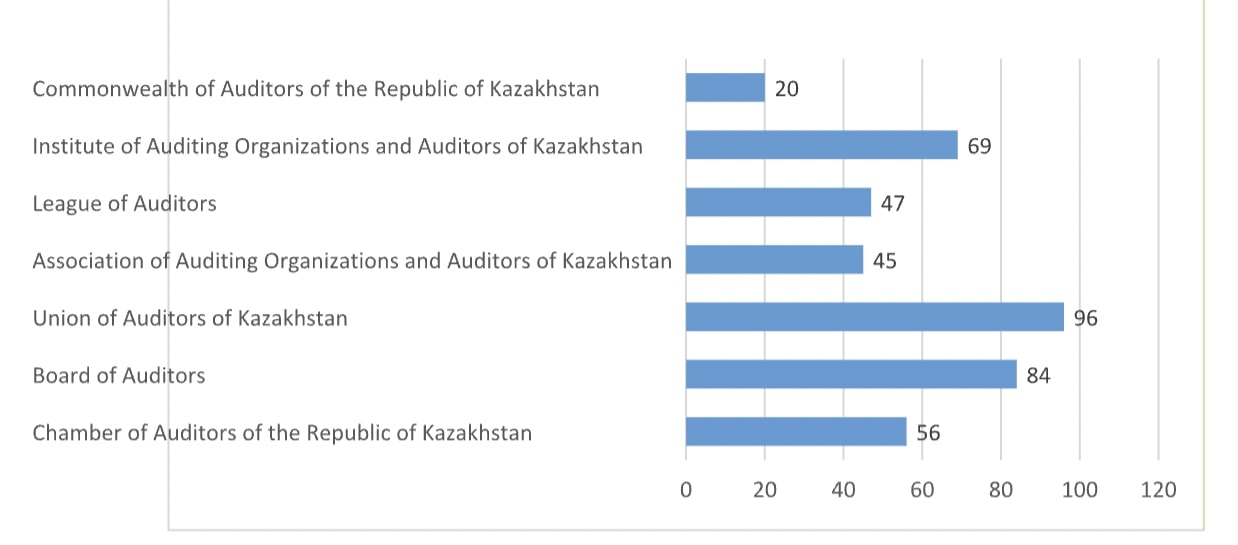 Commonwealth of Auditors of the Republic of Kazakhstan 20
Institute of Auditing Organizations and Auditors of Kazakhstan 69
League of Auditors 47
Association of Auditing Organizations and Auditors of Kazakhstan 45
Union of Auditors of Kazakhstan 96
Board of Auditors 84
Chamber of Auditors of the Republic of Kazakhstan 56
0 20 40 60 80 100 120